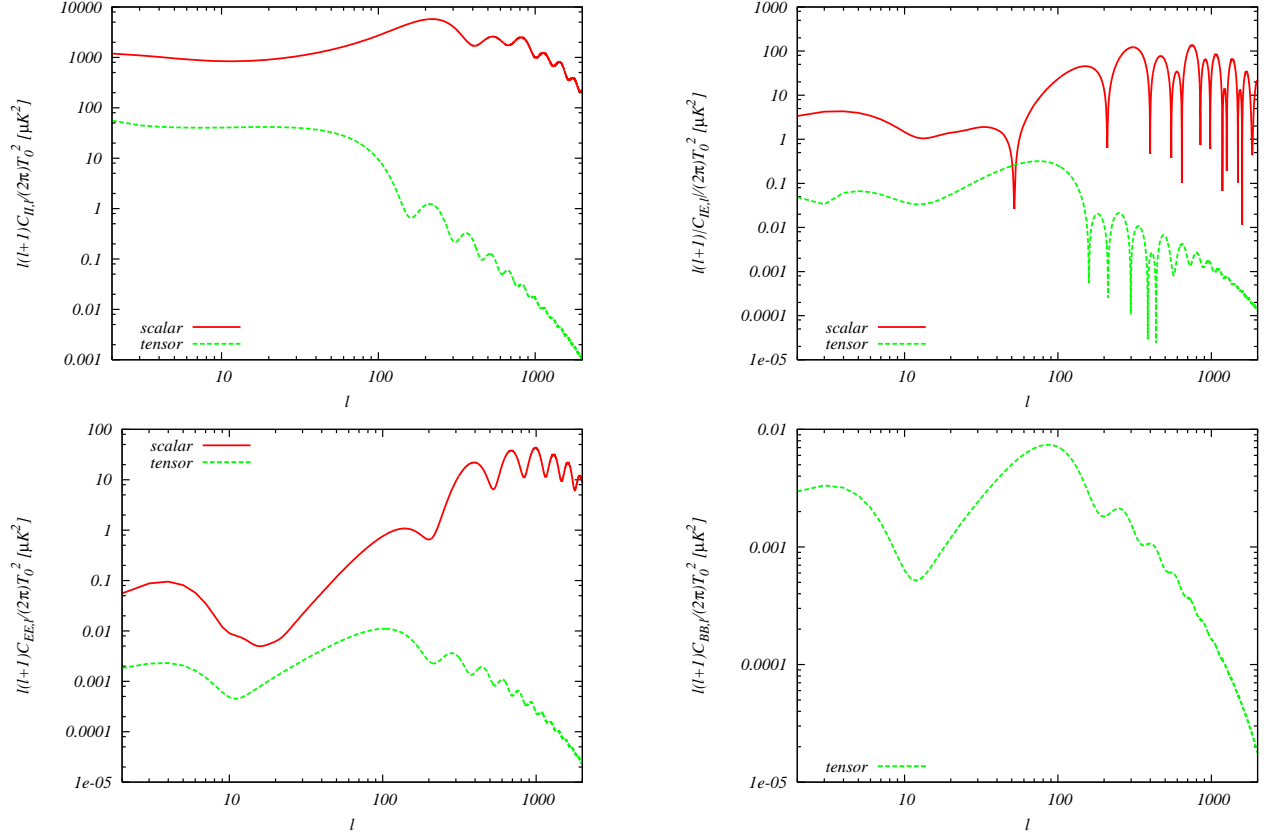 10000
1000
100
10
1
0.1
0.01
0.001
l(l+1)C_{II,l}/(2π)T_0^2 [μK^2]
scalar
tensor
10 100 1000
l
1000
100
10
1
0.1
0.01
0.001
0.0001
1e-05
l(l+1)|C_{IE,l}|/(2π)T_0^2 [μK^2]
scalar
tensor
10 100 1000
l
100
10
1
0.1
0.01
0.001
0.0001
1e-05
l(l+1)C_{EE,l}/(2π)T_0^2 [μK^2]
scalar
tensor
10 100 1000
l
0.01
0.001
0.0001
1e-05
l(l+1)C_{BB,l}/(2π)T_0^2 [μK^2]
tensor
10 100 1000
l